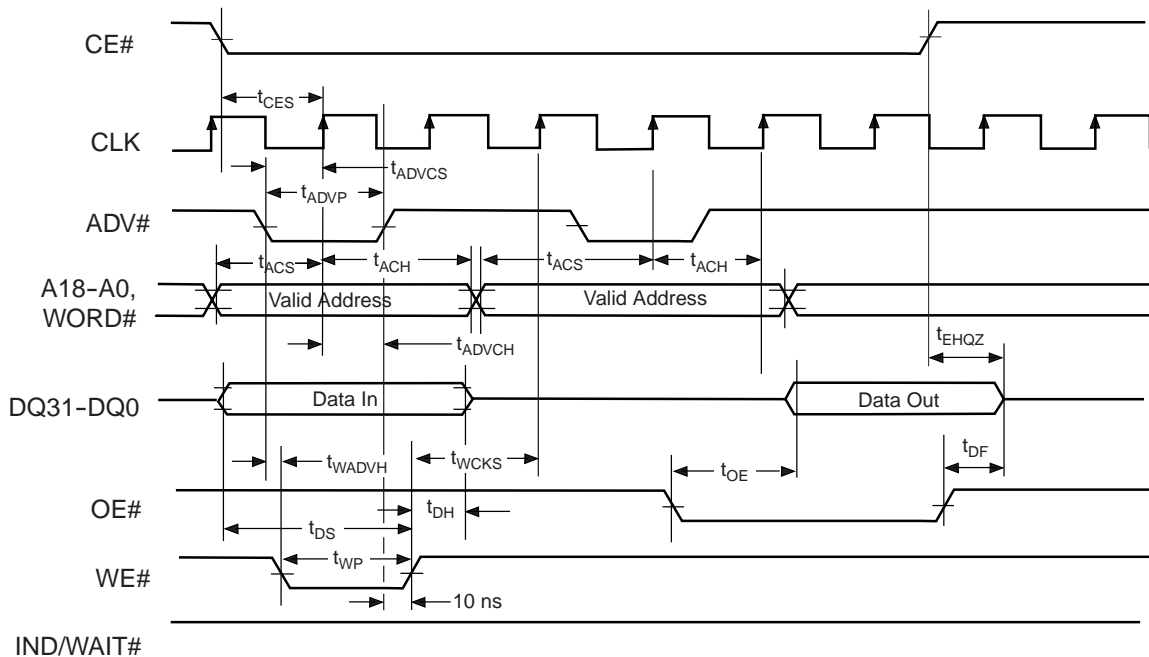 CE#
tCES
CLK
tADVCS
tADVP
ADV#
tACS
tACH
tACS
tACH
A18-A0,
WORD#
Valid Address
Valid Address
tADVCH
tEHQZ
DQ31-DQ0
Data In
Data Out
tWADVH
tWCKS
tOE
tDF
OE#
tDH
tDS
tWP
WE#
10 ns
IND/WAIT#